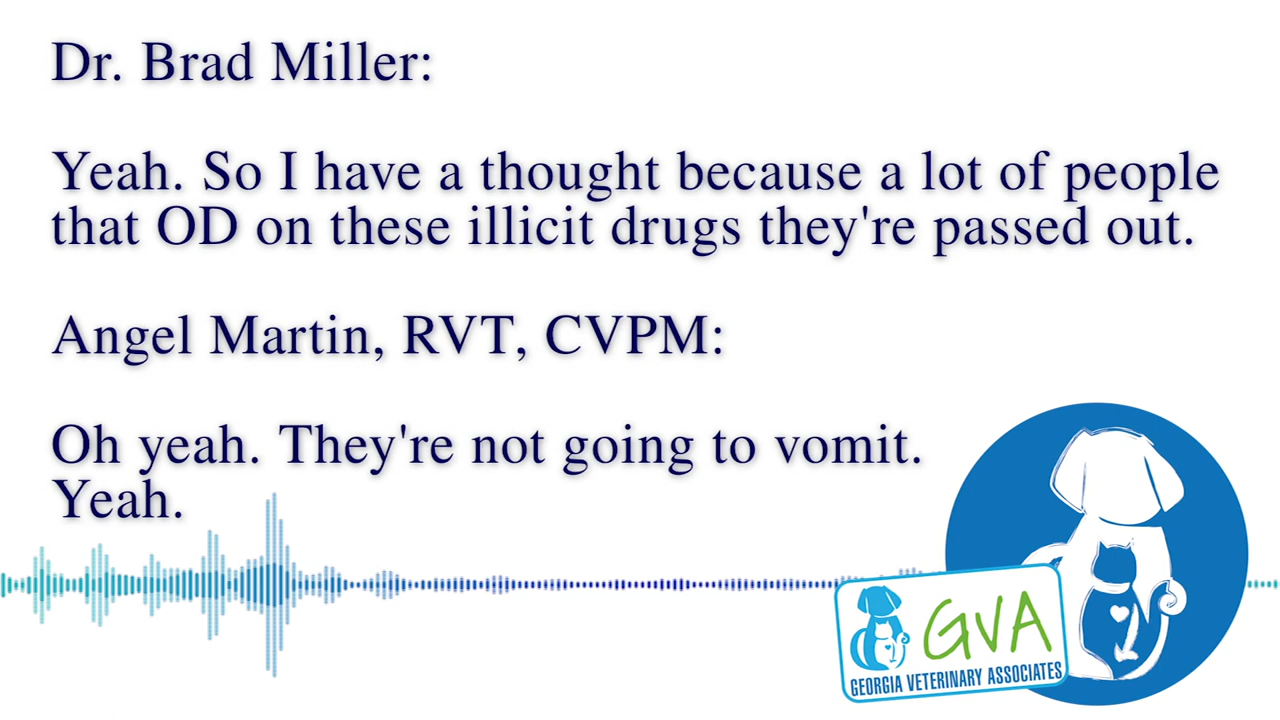 Dr. Brad Miller:
Yeah. So I have a thought because a lot of people
that OD on these illicit drugs they're passed out.
Angel Martin, RVT, CVPM:
Oh yeah. They're not going to vomit.
Yeah.
GVA
GEORGIA VETERINARY ASSOCIATES